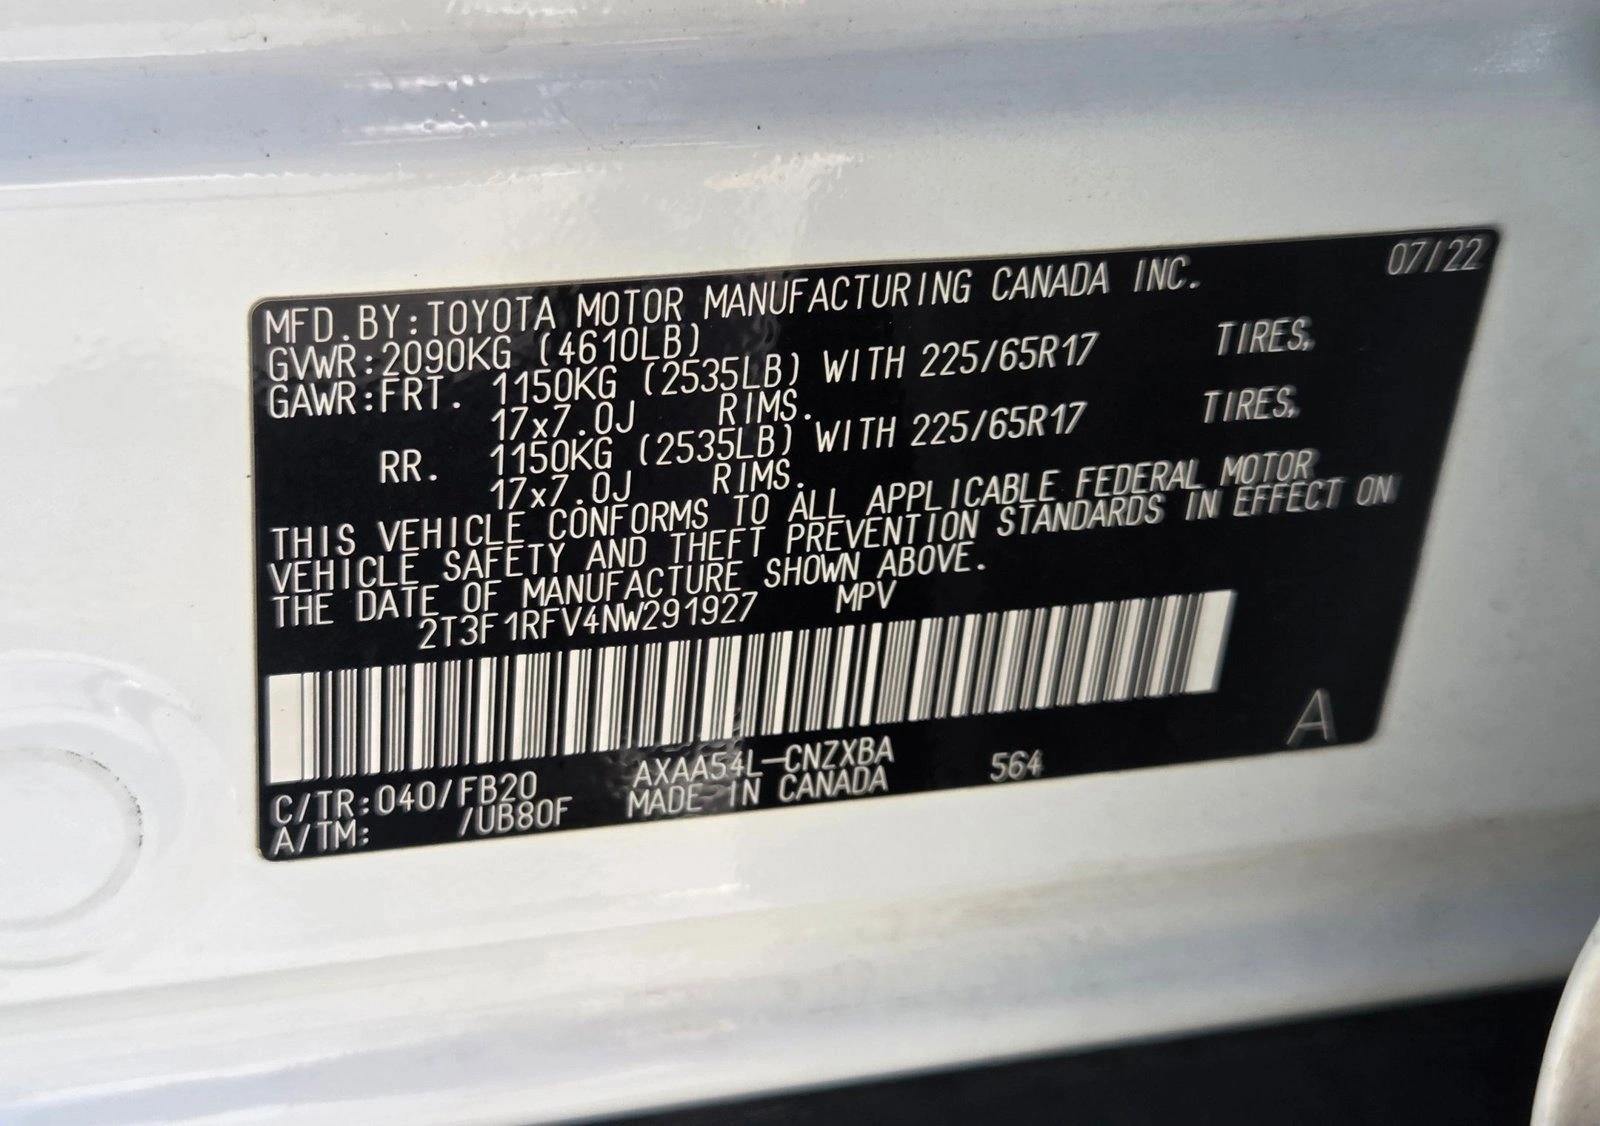 07/22
MFD.BY:TOYOTA MOTOR MANUFACTURING CANADA INC.
GVWR:2090KG (4610LB)
GAWR:FRT. 1150KG (2535LB) WITH 225/65R17 TIRES,
17x7.0J RIMS.
RR. 1150KG (2535LB) WITH 225/65R17 TIRES,
17x7.0J RIMS.
THIS VEHICLE CONFORMS TO ALL APPLICABLE FEDERAL MOTOR
VEHICLE SAFETY AND THEFT PREVENTION STANDARDS IN EFFECT ON
THE DATE OF MANUFACTURE SHOWN ABOVE.
2T3F1RFV4NW291927 MPV
A
C/TR:040/FB20 AXAA54L-CNZXBA 564
A/TM: /UB80F MADE IN CANADA